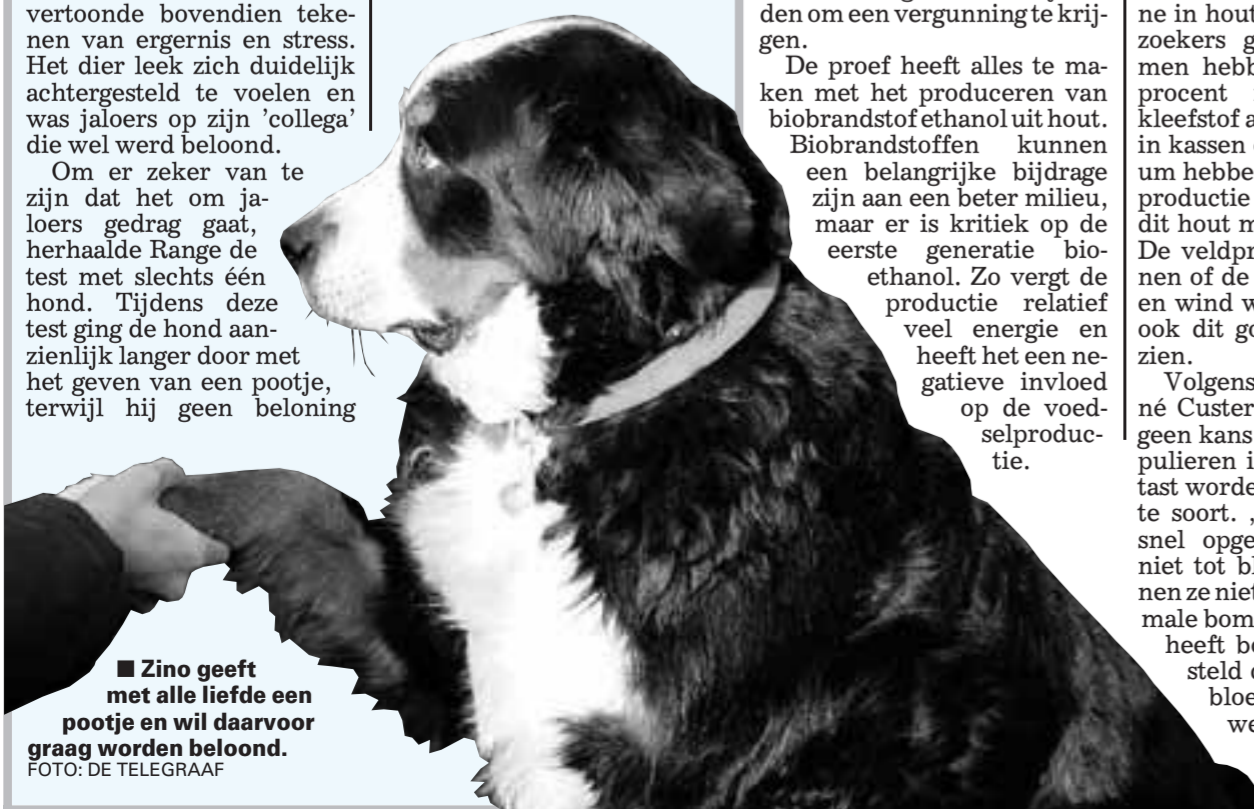 vertoonde bovendien teke-
nen van ergernis en stress.
Het dier leek zich duidelijk
achtergesteld te voelen en
was jaloers op zijn 'collega'
die wel werd beloond.
Om er zeker van te
zijn dat het om ja-
loers gedrag gaat,
herhaalde Range de
test met slechts één
hond. Tijdens deze
test ging de hond aan-
zienlijk langer door met
het geven van een pootje,
terwijl hij geen beloning
■ Zino geeft
met alle liefde een
pootje en wil daarvoor
graag worden beloond.
FOTO: DE TELEGRAAF
den om een vergunning te krij-
gen.
De proef heeft alles te ma-
ken met het produceren van
biobrandstof ethanol uit hout.
Biobrandstoffen kunnen
een belangrijke bijdrage
zijn aan een beter milieu,
maar er is kritiek op de
eerste generatie bio-
ethanol. Zo vergt de
productie relatief
veel energie en
heeft het een ne-
gatieve invloed
op de voed-
selproduc-
tie.
ne in hout
zoekers g
men hebb
procent
kleefstof a
in kassen
um hebbe
productie
dit hout m
De veldpr
nen of de
en wind w
ook dit go
zien.
Volgens
né Custer
geen kans
pulieren i
tast worde
te soort. ,
snel opge
niet tot bl
nen ze niet
male bom
heeft be
steld
bloe
we